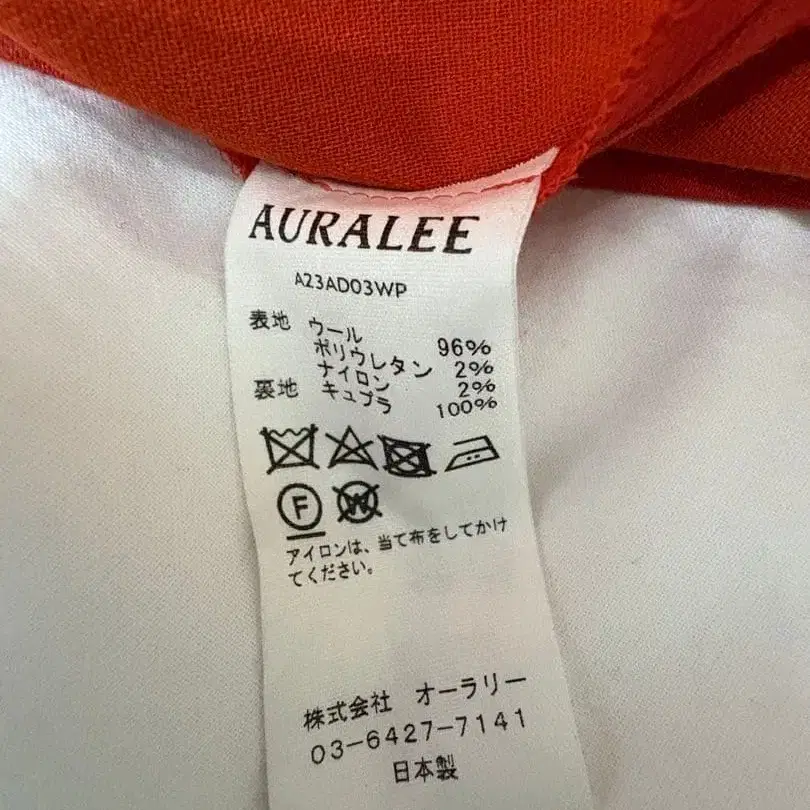 AURALEE
A23AD03WP
表地 ウール 96%
ポリウレタン 2%
ナイロン 2%
裏地 キュプラ 100%
F W
アイロンは、当て布をしてかけ
てください。
株式会社 オーラリー
03-6427-7141
日本製